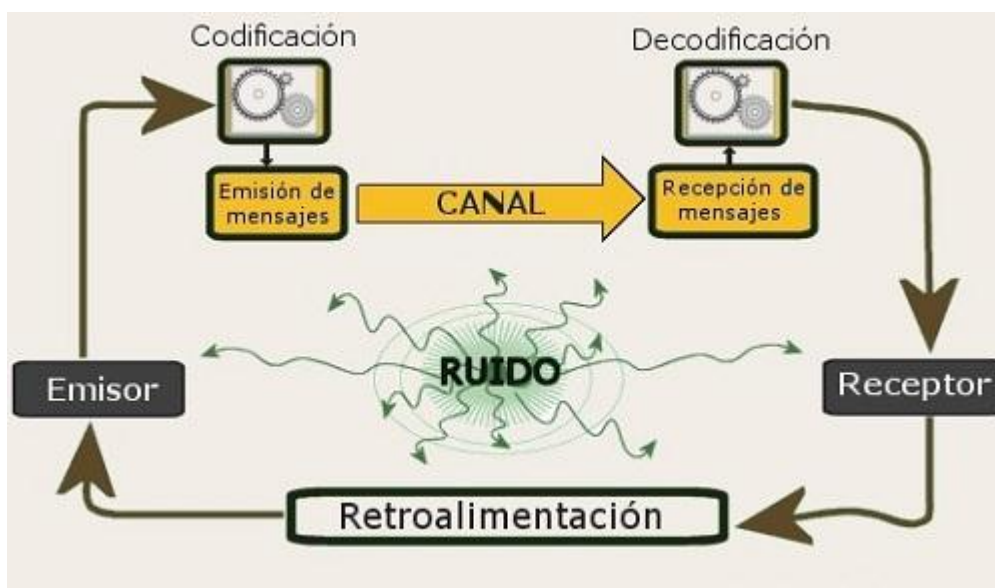 Codificación
Decodificación
Emisión de
mensajes
CANAL
Recepción de
mensajes
RUIDO
Emisor
Receptor
Retroalimentación